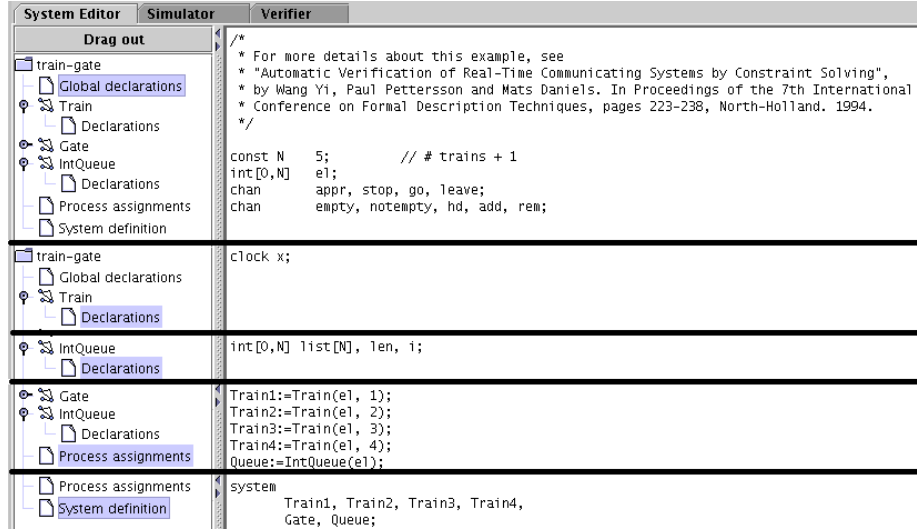 System Editor Simulator Verifier
Drag out
train-gate
Global declarations
Train
Declarations
Gate
IntQueue
Declarations
Process assignments
System definition
/*
* For more details about this example, see
* "Automatic Verification of Real-Time Communicating Systems by Constraint Solving",
* by Wang Yi, Paul Pettersson and Mats Daniels. In Proceedings of the 7th International
* Conference on Formal Description Techniques, pages 223-238, North-Holland. 1994.
*/
const N 5; // # trains + 1
int[0,N] el;
chan appr, stop, go, leave;
chan empty, notempty, hd, add, rem;
train-gate
Global declarations
Train
Declarations
clock x;
IntQueue
Declarations
int[0,N] list[N], len, i;
Gate
IntQueue
Declarations
Process assignments
Train1:=Train(el, 1);
Train2:=Train(el, 2);
Train3:=Train(el, 3);
Train4:=Train(el, 4);
Queue:=IntQueue(el);
Process assignments
System definition
system
Train1, Train2, Train3, Train4,
Gate, Queue;